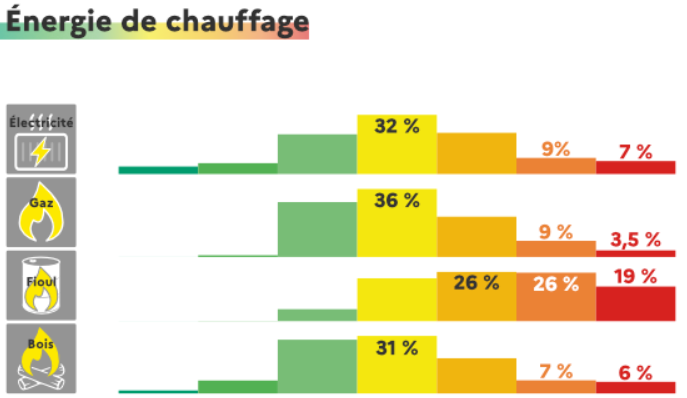 Énergie de chauffage
Électricité
32 %
9%
7 %
Gaz
36 %
9 %
3,5 %
Fioul
26 %
26 %
19 %
Bois
31 %
7 %
6 %